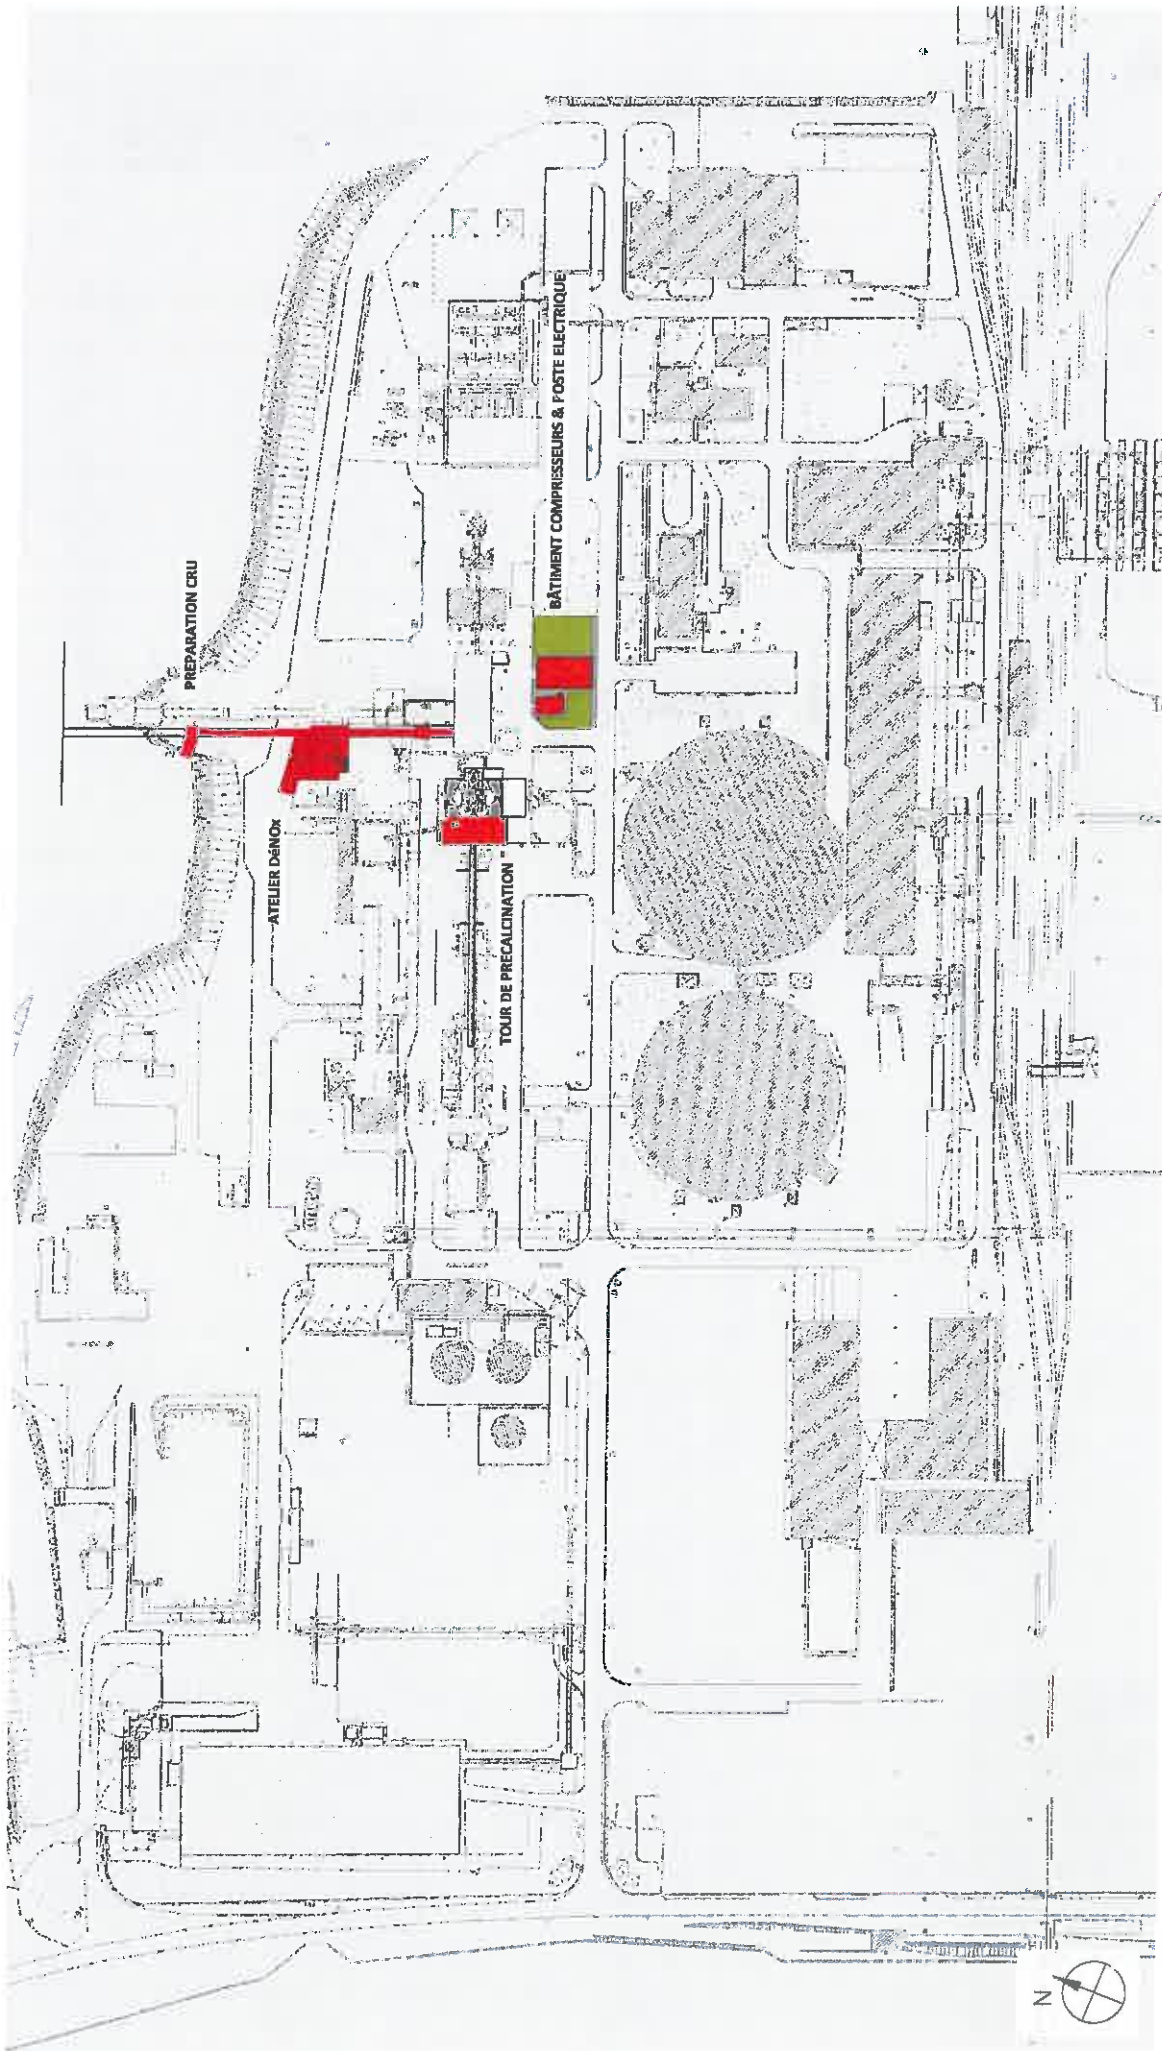 PREPARATION CRU
BÂTIMENT COMPRESSEURS & POSTE ELECTRIQUE
ATELIER DéNOx
TOUR DE PRECALCINATION
N